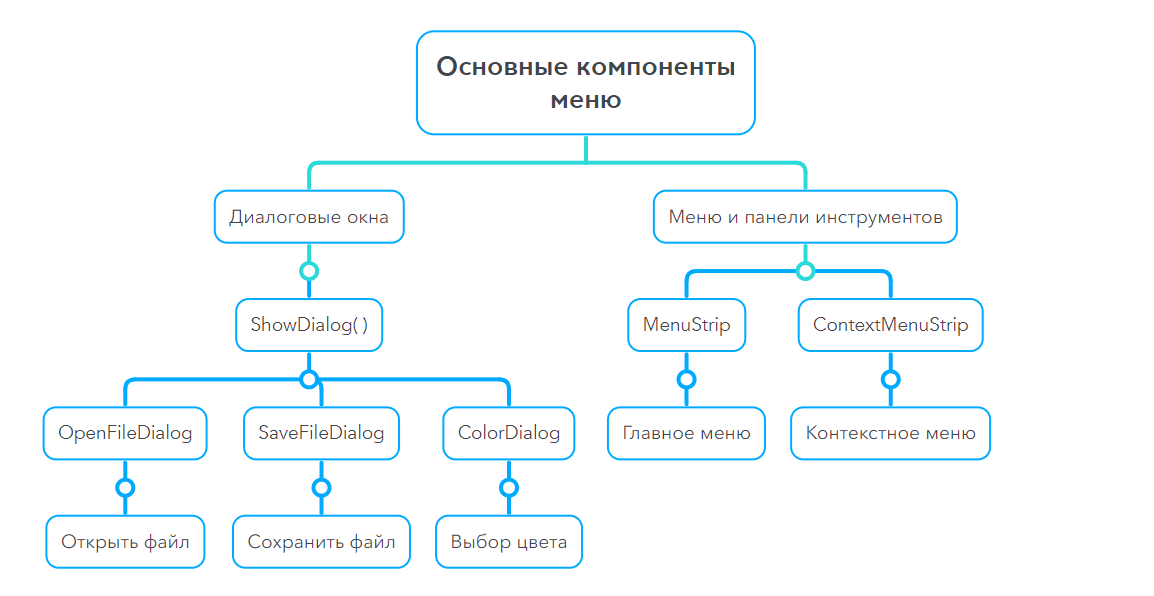 Основные компоненты
меню
Диалоговые окна
Меню и панели инструментов
ShowDialog( )
MenuStrip
ContextMenuStrip
OpenFileDialog
SaveFileDialog
ColorDialog
Главное меню
Контекстное меню
Открыть файл
Сохранить файл
Выбор цвета